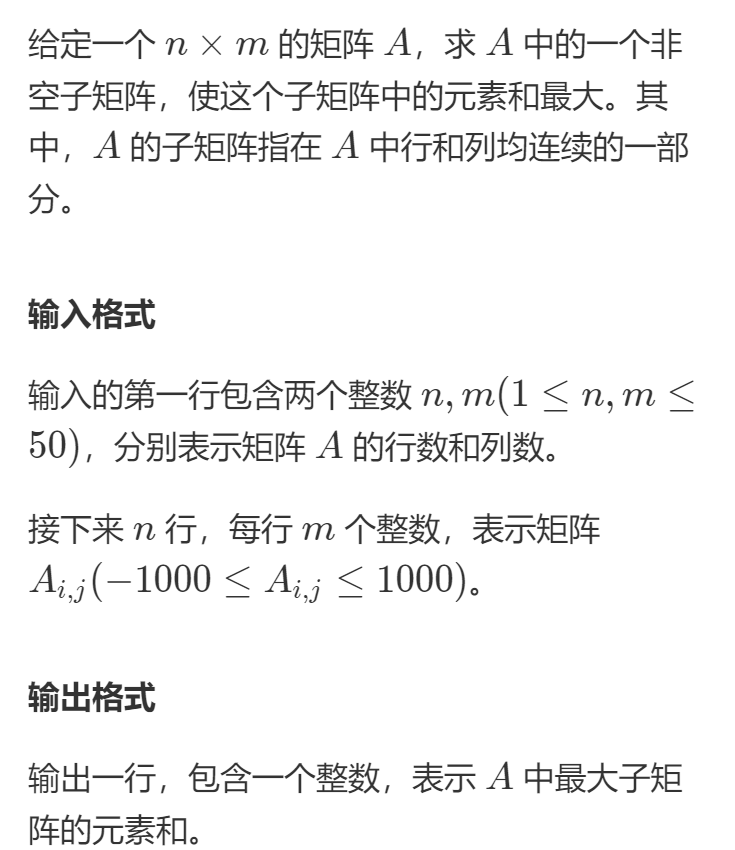 给定一个 n × m 的矩阵 A，求 A 中的一个非
空子矩阵，使这个子矩阵中的元素和最大。其
中，A 的子矩阵指在 A 中行和列均连续的一部
分。
输入格式
输入的第一行包含两个整数 n, m(1 ≤ n, m ≤
50)，分别表示矩阵 A 的行数和列数。
接下来 n 行，每行 m 个整数，表示矩阵
A_{i,j}(−1000 ≤ A_{i,j} ≤ 1000)。
输出格式
输出一行，包含一个整数，表示 A 中最大子矩
阵的元素和。